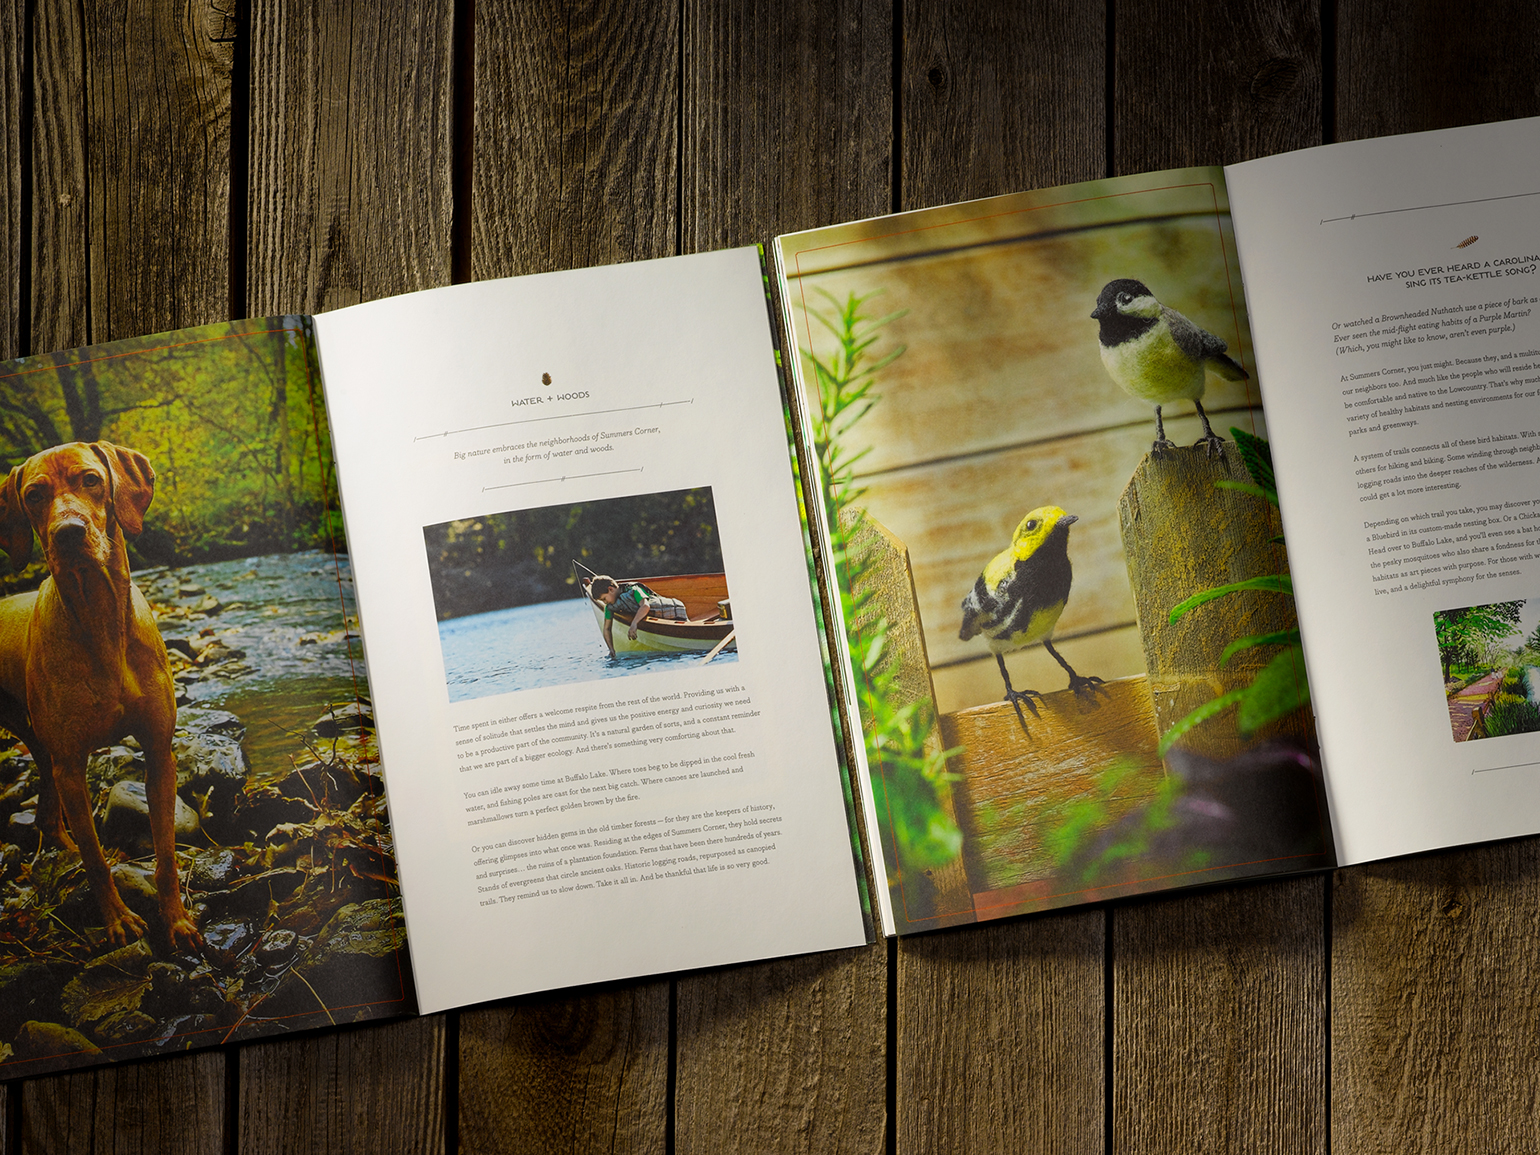 WATER + WOODS
Big nature embraces the neighborhoods of Summers Corner,
in the form of water and woods.
Time spent in either offers a welcome respite from the rest of the world. Providing us with a
sense of solitude that settles the mind and gives us the positive energy and curiosity we need
to be a productive part of the community. It's a natural garden of sorts, and a constant reminder
that we are part of a bigger ecology. And there's something very comforting about that.
You can idle away some time at Buffalo Lake. Where toes beg to be dipped in the cool fresh
water, and fishing poles are cast for the next big catch. Where canoes are launched and
marshmallows turn a perfect golden brown by the fire.
Or you can discover hidden gems in the old timber forests — for they are the keepers of history,
offering glimpses into what once was. Residing at the edges of Summers Corner, they hold secrets
and surprises... the ruins of a plantation foundation. Ferns that have been there hundreds of years.
Stands of evergreens that circle ancient oaks. Historic logging roads, repurposed as canopied
trails. They remind us to slow down. Take it all in. And be thankful that life is so very good.
HAVE YOU EVER HEARD A CAROLINA
SING ITS TEA-KETTLE SONG?
Or watched a Brownheaded Nuthatch use a piece of bark as
Ever seen the mid-flight eating habits of a Purple Martin?
(Which, you might like to know, aren't even purple.)
At Summers Corner, you just might. Because they, and a
our neighbors too. And much like the people who will reside
be comfortable and native to the Lowcountry. That's why
variety of healthy habitats and nesting environments for our
parks and greenways.
A system of trails connects all of these bird habitats. With
others for hiking and biking. Some winding through
logging roads into the deeper reaches of the wilderness.
could get a lot more interesting.
Depending on which trail you take, you may discover
a Bluebird in its custom-made nesting box. Or a
Head over to Buffalo Lake, and you'll even see a bat
the pesky mosquitoes who also share a fondness for
habitats as art pieces with purpose. For those with
live, and a delightful symphony for the senses.